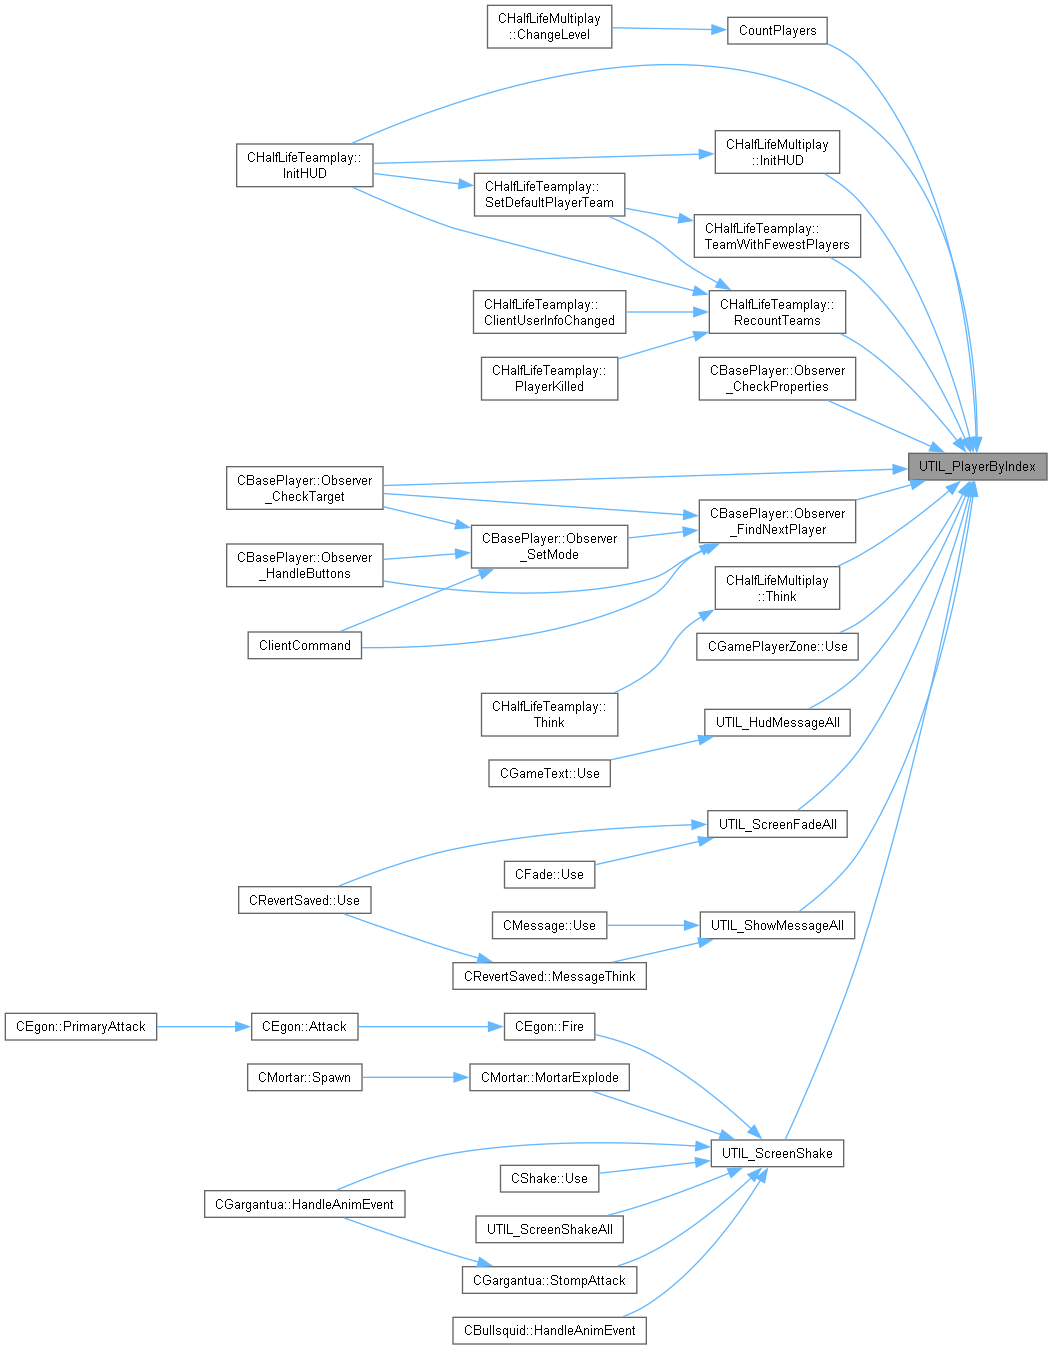 CHalfLifeMultiplay
::ChangeLevel
CountPlayers
CHalfLifeTeamplay::
InitHUD
CHalfLifeMultiplay
::InitHUD
CHalfLifeTeamplay::
SetDefaultPlayerTeam
CHalfLifeTeamplay::
TeamWithFewestPlayers
CHalfLifeTeamplay::
ClientUserInfoChanged
CHalfLifeTeamplay::
RecountTeams
CHalfLifeTeamplay::
PlayerKilled
CBasePlayer::Observer
_CheckProperties
UTIL_PlayerByIndex
CBasePlayer::Observer
_CheckTarget
CBasePlayer::Observer
_FindNextPlayer
CBasePlayer::Observer
_SetMode
CBasePlayer::Observer
_HandleButtons
CHalfLifeMultiplay
::Think
ClientCommand
CGamePlayerZone::Use
CHalfLifeTeamplay::
Think
UTIL_HudMessageAll
CGameText::Use
UTIL_ScreenFadeAll
CFade::Use
CRevertSaved::Use
CMessage::Use
UTIL_ShowMessageAll
CRevertSaved::MessageThink
CEgon::PrimaryAttack
CEgon::Attack
CEgon::Fire
CMortar::Spawn
CMortar::MortarExplode
UTIL_ScreenShake
CShake::Use
CGargantua::HandleAnimEvent
UTIL_ScreenShakeAll
CGargantua::StompAttack
CBullsquid::HandleAnimEvent